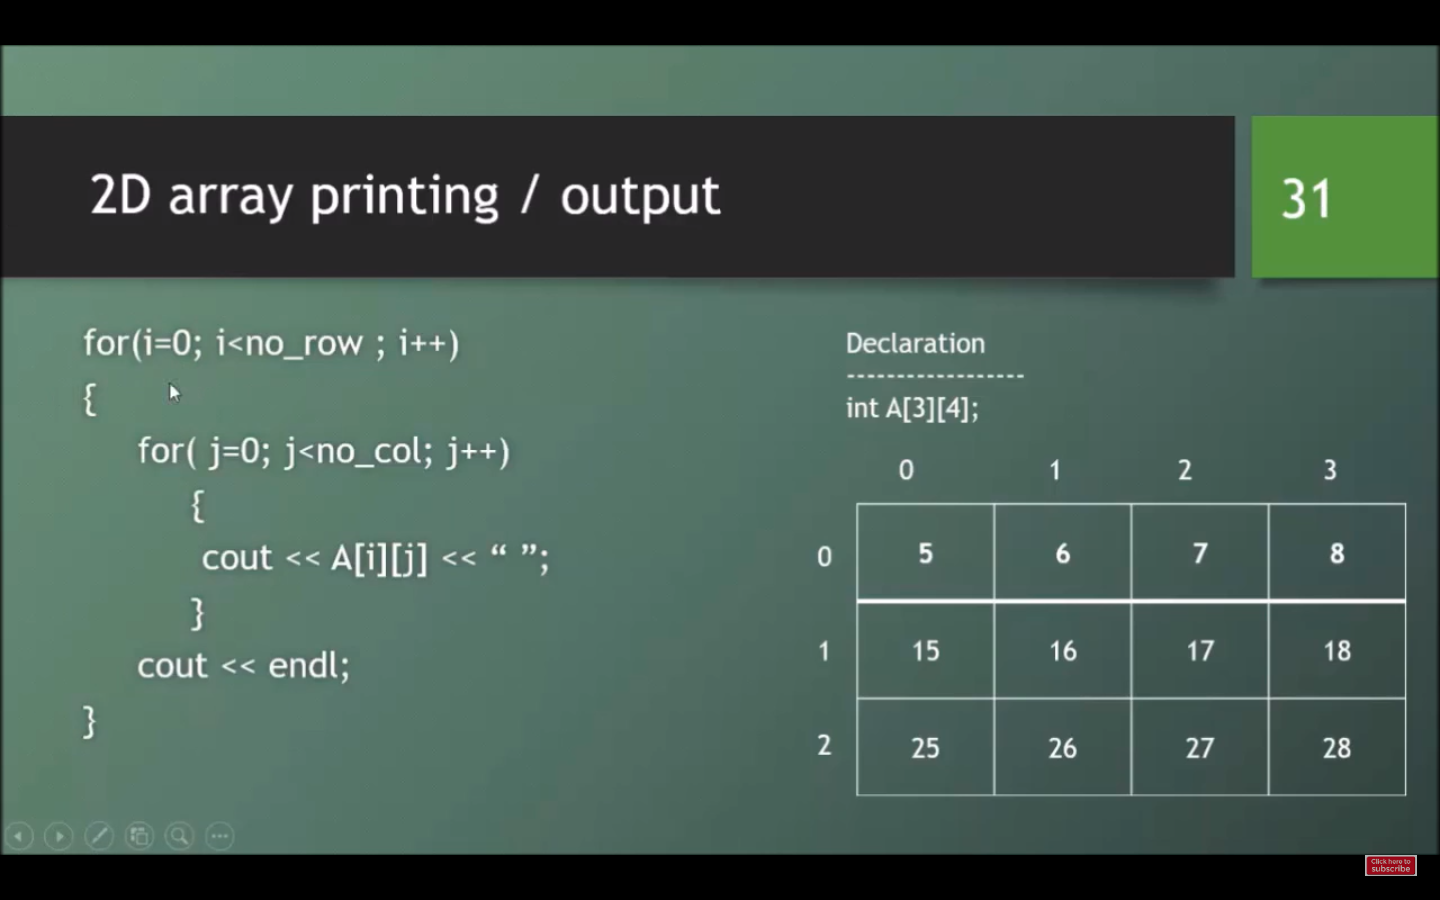 2D array printing / output
31
for(i=0; i<no_row ; i++)
{
for( j=0; j<no_col; j++)
{
cout << A[i][j] << “ ”;
}
cout << endl;
}
Declaration
------------------
int A[3][4];
0 1 2 3
0 5 6 7 8
1 15 16 17 18
2 25 26 27 28
Click here to
subscribe